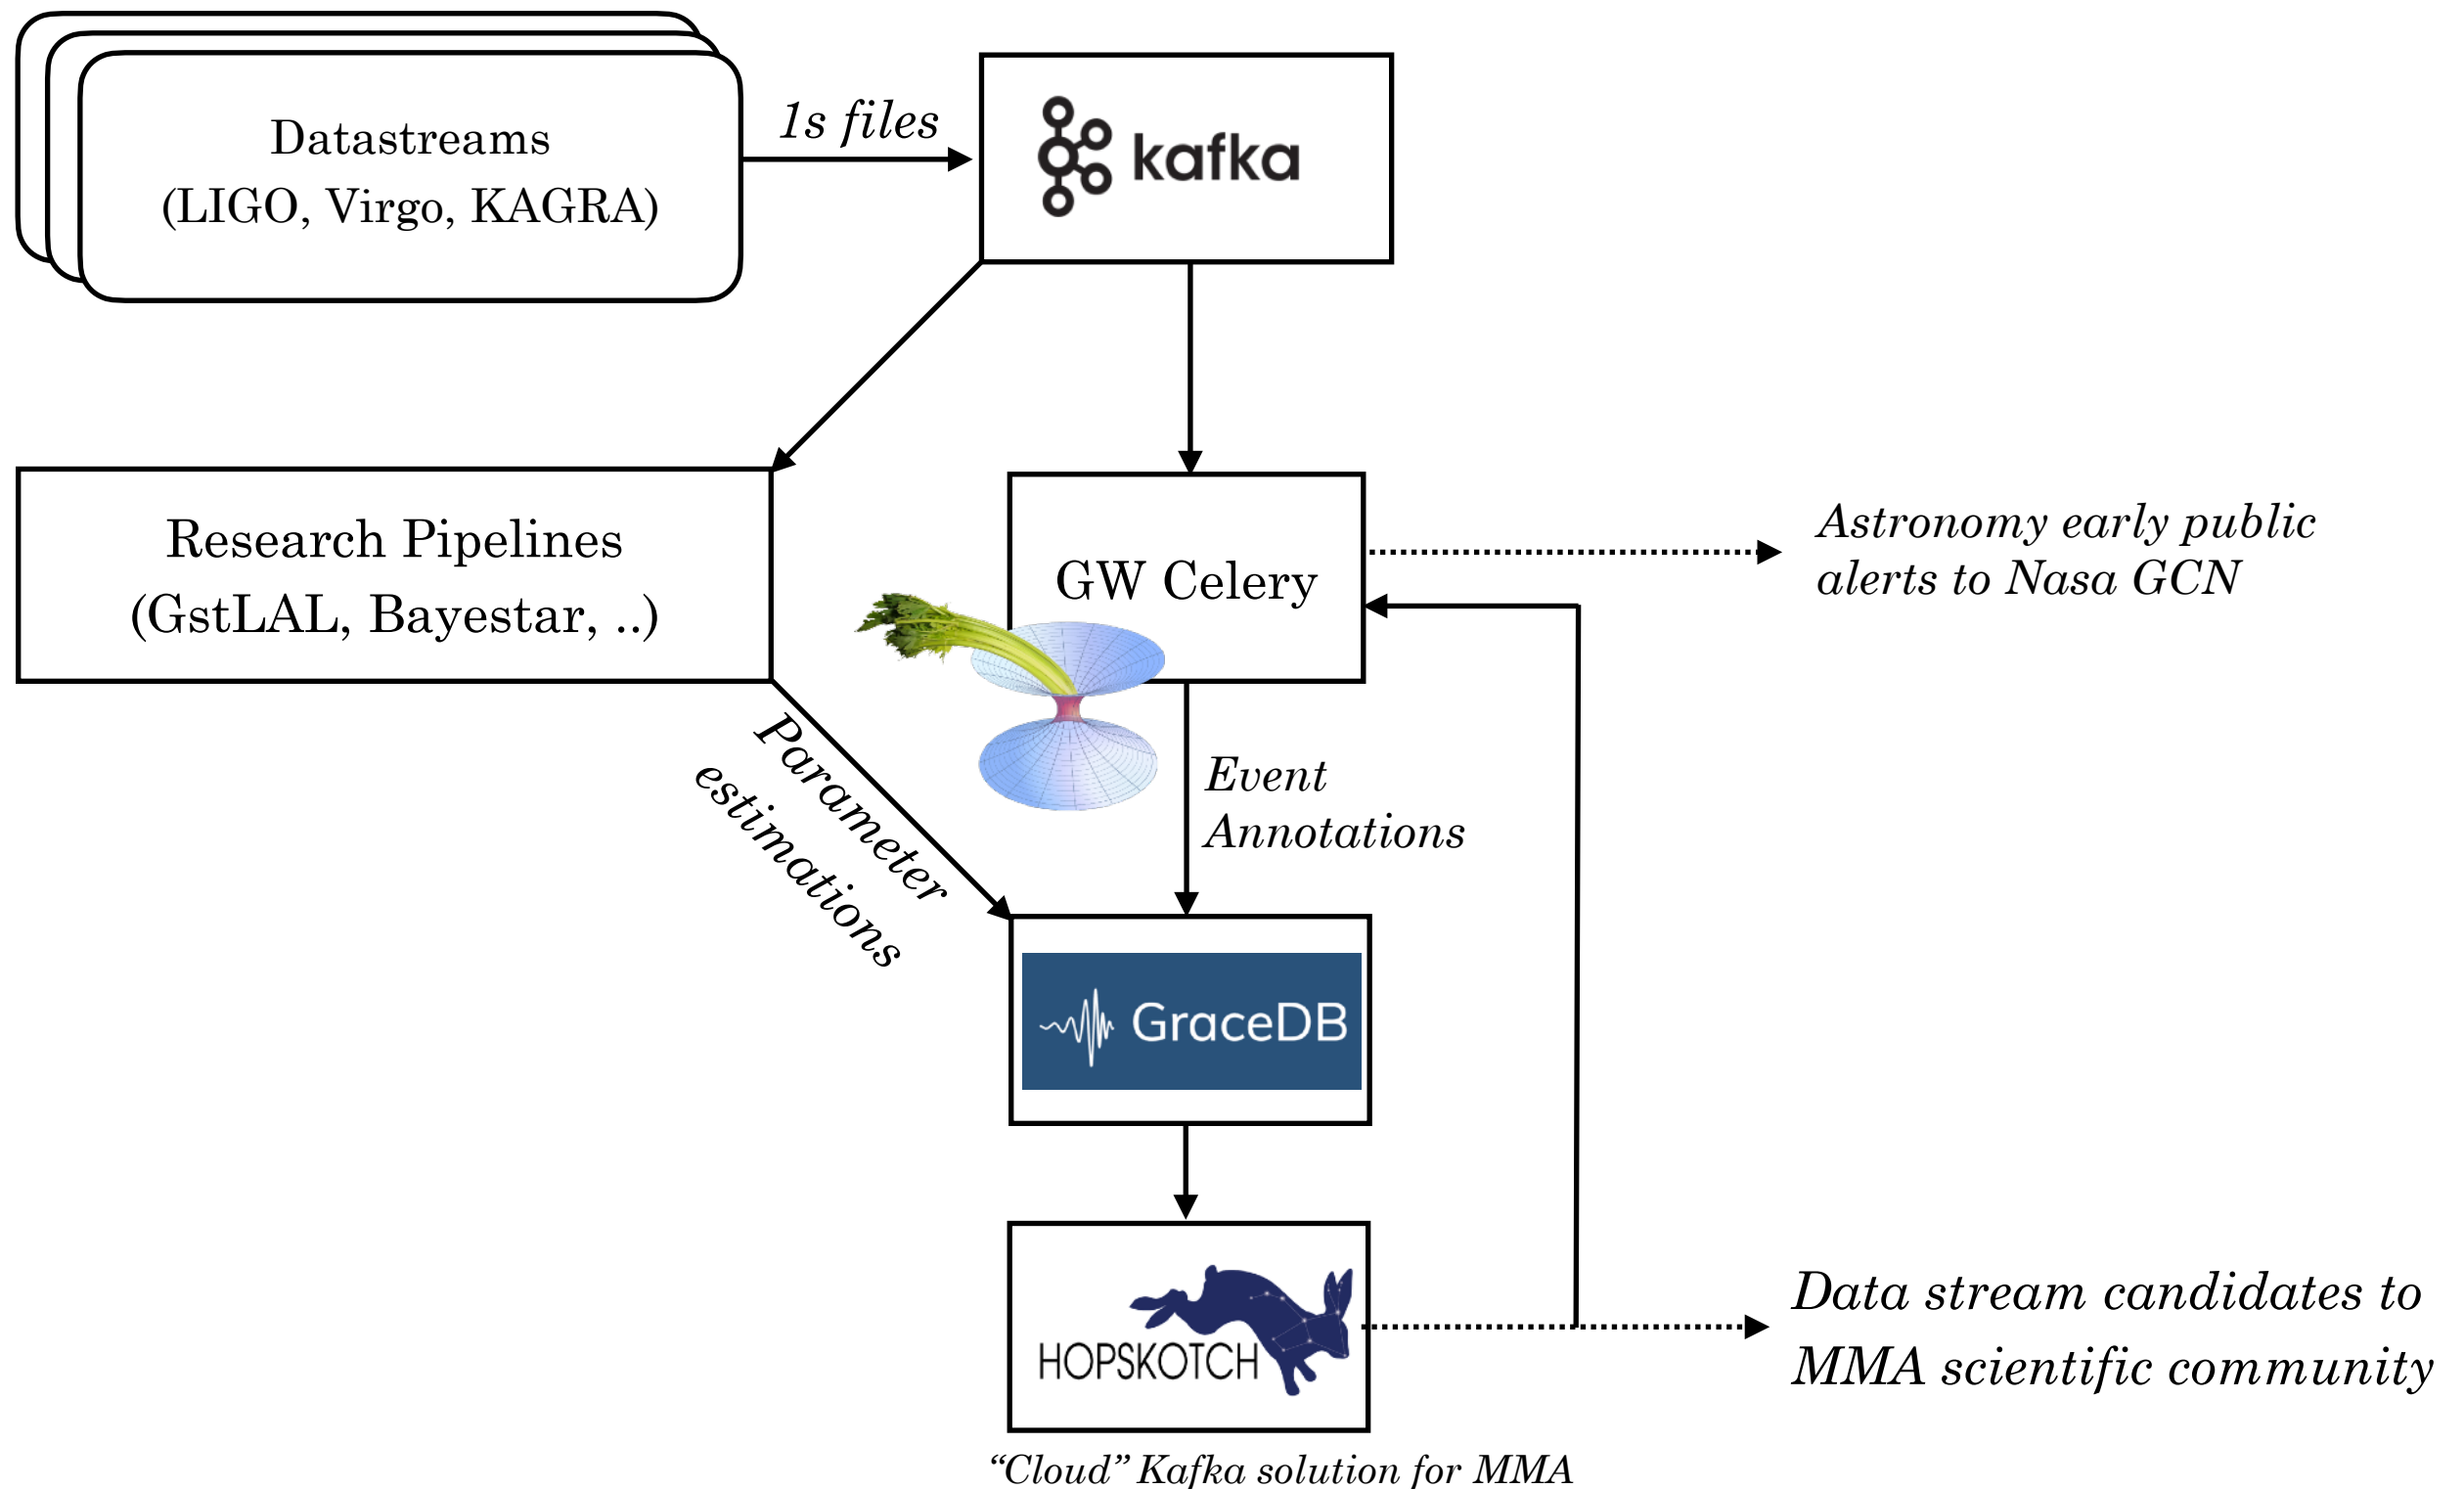 Datastreams
(LIGO, Virgo, KAGRA)
1s files
kafka
Research Pipelines
(GstLAL, Bayestar, ..)
GW Celery
Astronomy early public
alerts to Nasa GCN
Parameter
estimations
Event
Annotations
GraceDB
HOPSKOTCH
Data stream candidates to
MMA scientific community
“Cloud” Kafka solution for MMA